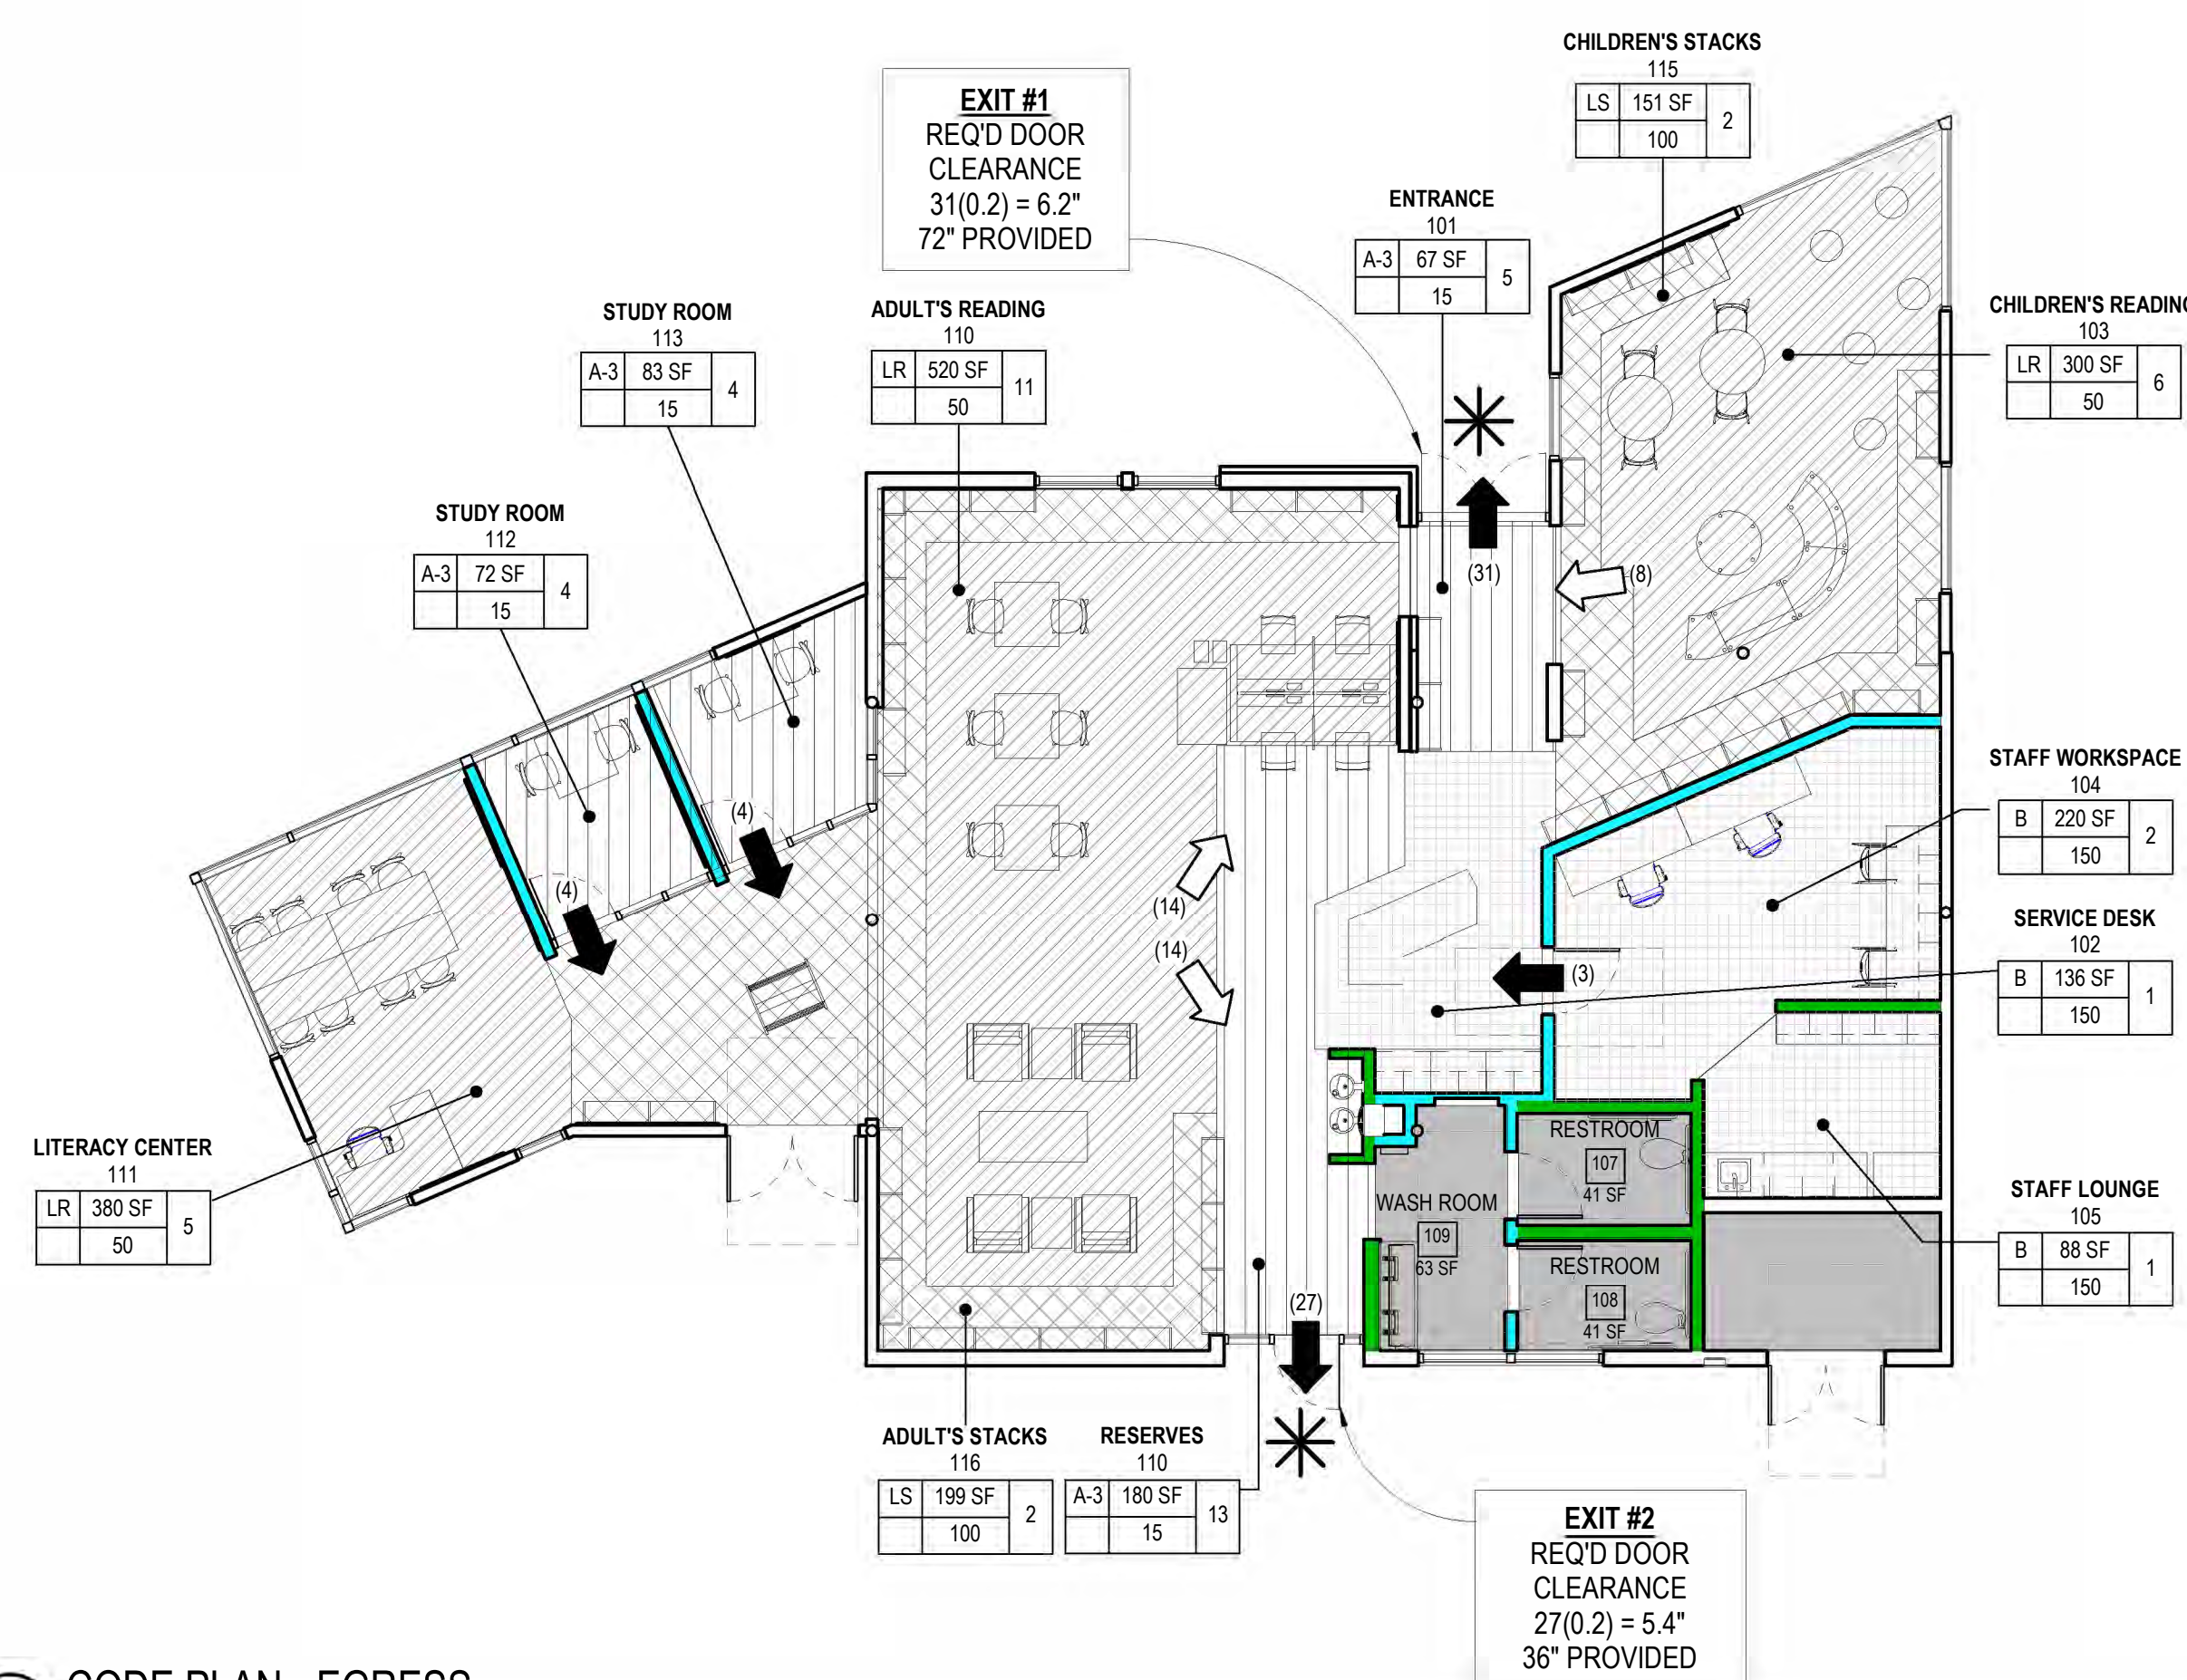 CHILDREN'S STACKS
115
LS 151 SF 2
100
EXIT #1
REQ'D DOOR
CLEARANCE
31(0.2) = 6.2"
72" PROVIDED
ENTRANCE
101
A-3 67 SF 5
15
STUDY ROOM
113
A-3 83 SF 4
15
ADULT'S READING
110
LR 520 SF 11
50
CHILDREN'S READING
103
LR 300 SF 6
50
STUDY ROOM
112
A-3 72 SF 4
15
(31)
(8)
(4)
(4)
(14)
(14)
(3)
STAFF WORKSPACE
104
B 220 SF 2
150
SERVICE DESK
102
B 136 SF 1
150
LITERACY CENTER
111
LR 380 SF 5
50
RESTROOM
107
41 SF
WASH ROOM
109
63 SF
RESTROOM
108
41 SF
STAFF LOUNGE
105
B 88 SF 1
150
(27)
ADULT'S STACKS
116
LS 199 SF 2
100
RESERVES
110
A-3 180 SF 13
15
EXIT #2
REQ'D DOOR
CLEARANCE
27(0.2) = 5.4"
36" PROVIDED
CODE PLAN - EGRESS